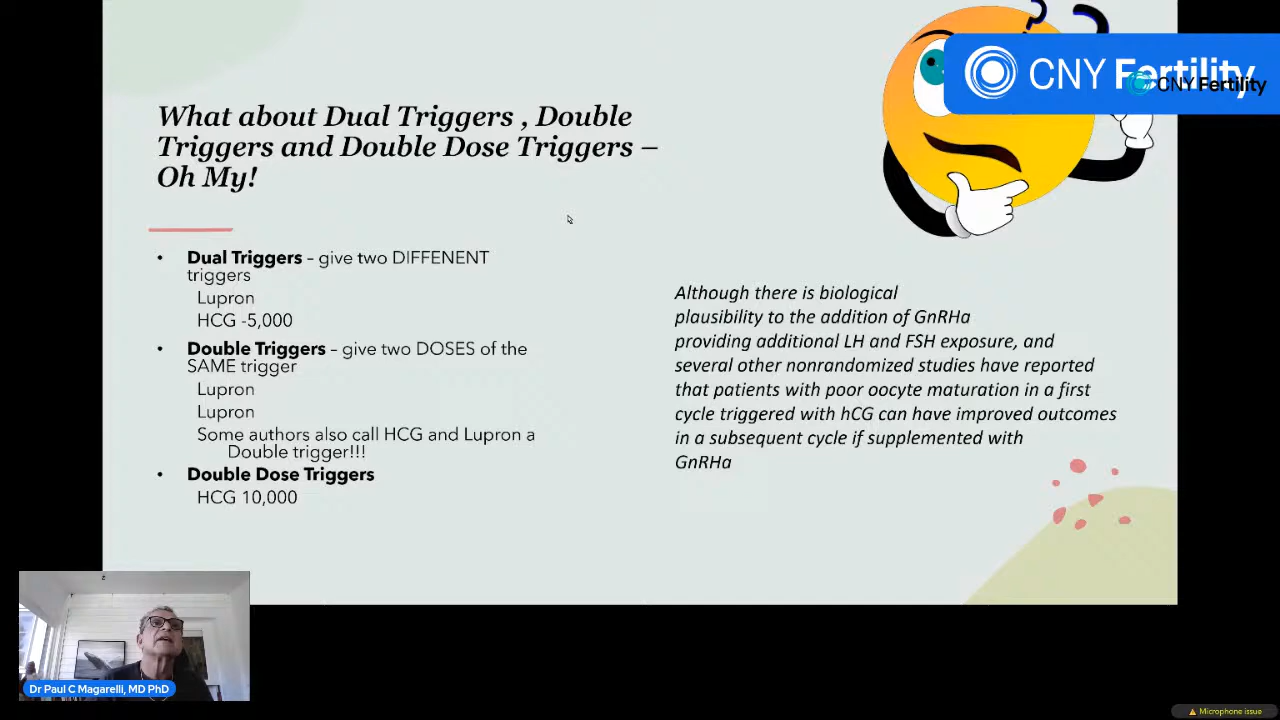 CNY Fertility
CNY Fertility
What about Dual Triggers , Double
Triggers and Double Dose Triggers –
Oh My!
• Dual Triggers – give two DIFFENENT
triggers
Lupron
HCG -5,000
• Double Triggers – give two DOSES of the
SAME trigger
Lupron
Lupron
Some authors also call HCG and Lupron a
Double trigger!!!
• Double Dose Triggers
HCG 10,000
Although there is biological
plausibility to the addition of GnRHa
providing additional LH and FSH exposure, and
several other nonrandomized studies have reported
that patients with poor oocyte maturation in a first
cycle triggered with hCG can have improved outcomes
in a subsequent cycle if supplemented with
GnRHa
Dr Paul C Magarelli, MD PhD
Microphone issue